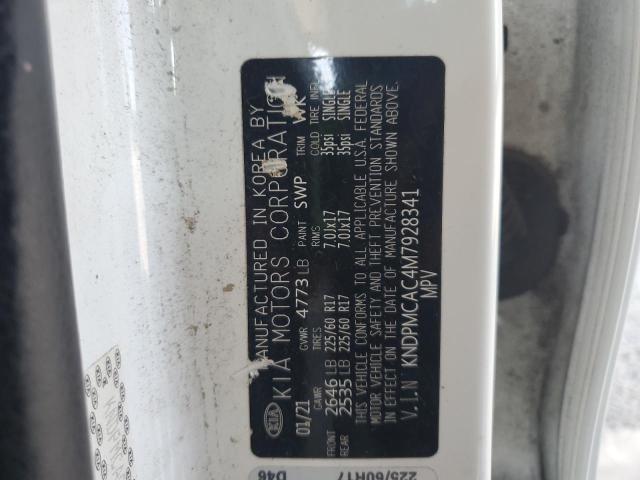 MANUFACTURED IN KOREA BY
KIA KIA MOTORS CORPORATION
01/21 GVWR 4773 LB PAINT SWP TRIM WK
GAWR TIRES RIMS COLD TIRE INFL
FRONT 2646 LB 225/60 R17 7.0JX17 35psi SINGLE
REAR 2535 LB 225/60 R17 7.0JX17 35psi SINGLE
THIS VEHICLE CONFORMS TO ALL APPLICABLE U.S.A. FEDERAL
MOTOR VEHICLE SAFETY AND THEFT PREVENTION STANDARDS
IN EFFECT ON THE DATE OF MANUFACTURE SHOWN ABOVE.
V.I.N KNDPMCAC4M7928341
MPV
D46
225/60R17